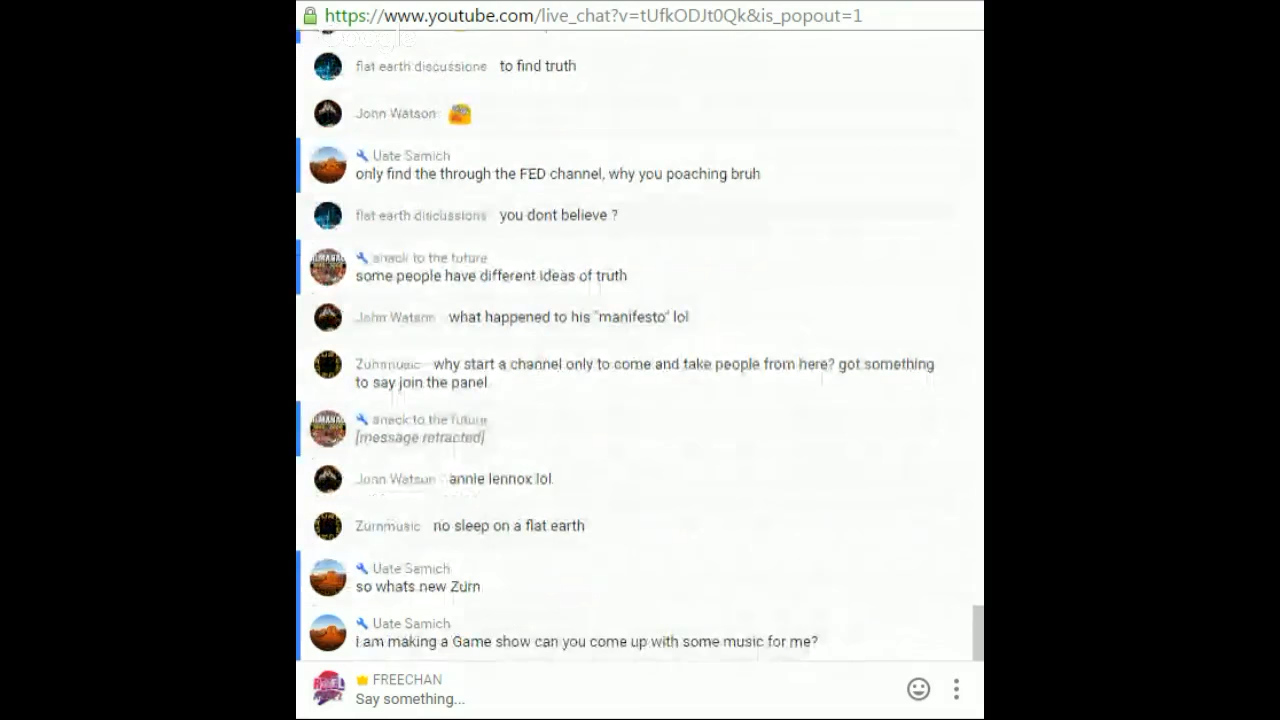 https://www.youtube.com/live_chat?v=tUfkODJt0Qk&is_popout=1
Google
flat earth discussions to find truth
John Watson
Uate Samich
only find the through the FED channel, why you poaching bruh
flat earth discussions you dont believe ?
snack to the future
some people have different ideas of truth
John Watson what happened to his "manifesto" lol
Zurnmusic why start a channel only to come and take people from here? got something
to say join the panel
snack to the future
[message retracted]
John Watson annie lennox lol
Zurnmusic no sleep on a flat earth
Uate Samich
so whats new Zurn
Uate Samich
I am making a Game show can you come up with some music for me?
FREECHAN
Say something...